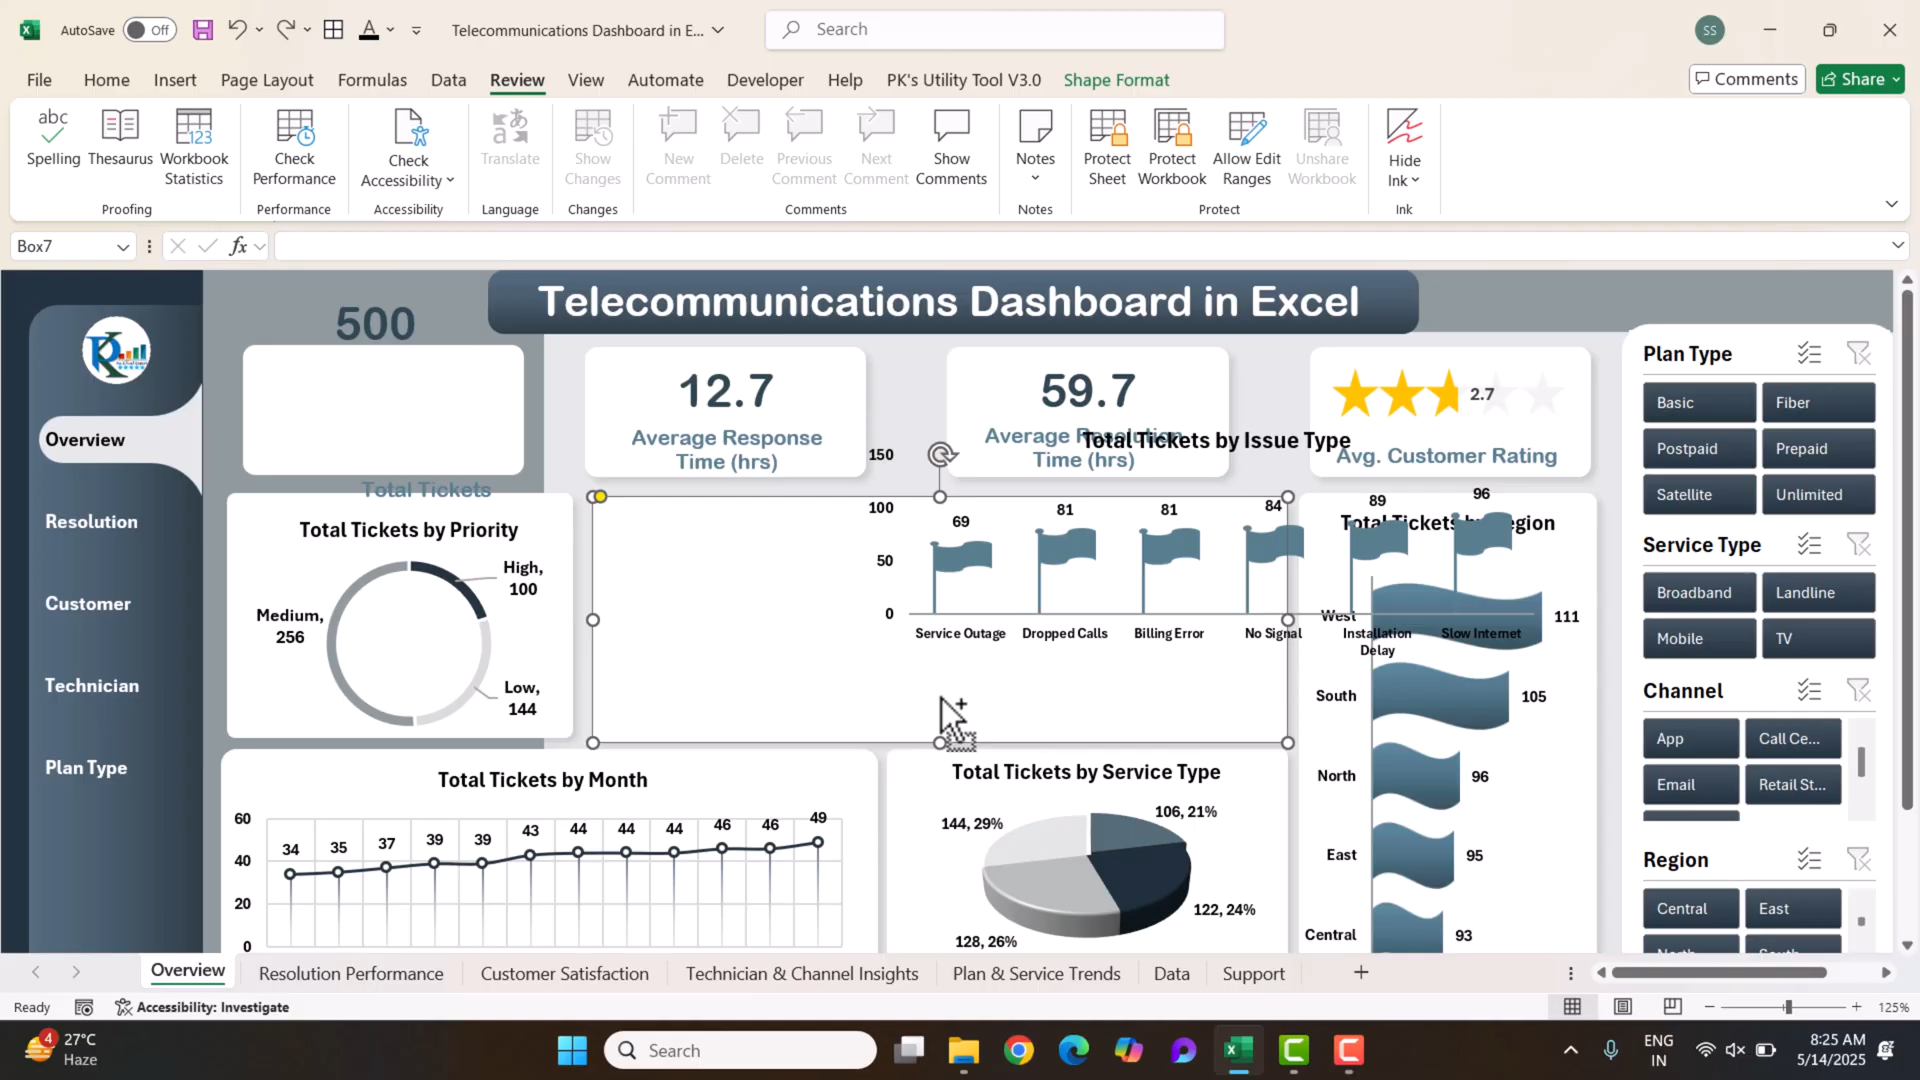 AutoSave Off
Telecommunications Dashboard in E...
Search
SS
File Home Insert Page Layout Formulas Data Review View Automate Developer Help PK's Utility Tool V3.0 Shape Format
Comments Share
abc
Spelling
Thesaurus
123
Workbook Statistics
Check Performance
Check Accessibility
Translate
Show Changes
New Comment
Delete
Previous Comment
Next Comment
Show Comments
Notes
Protect Sheet
Protect Workbook
Allow Edit Ranges
Unshare Workbook
Hide Ink
Proofing Performance Accessibility Language Changes Comments Notes Protect Ink
Box7
fx
Telecommunications Dashboard in Excel
500
Total Tickets
12.7
Average Response
Time (hrs)
59.7
Average Resolution
Time (hrs)
2.7
Avg. Customer Rating
Overview
Resolution
Customer
Technician
Plan Type
Total Tickets by Priority
High,
100
Medium,
256
Low,
144
Total Tickets by Issue Type
150
100
50
0
69 81 81 84 89 96
Service Outage Dropped Calls Billing Error No Signal Installation Delay Slow Internet
Total Tickets by Region
West 111
South 105
North 96
East 95
Central 93
Total Tickets by Month
60
40
20
0
34 35 37 39 39 43 44 44 44 46 46 49
Total Tickets by Service Type
106, 21%
144, 29%
122, 24%
128, 26%
Plan Type
Basic Fiber
Postpaid Prepaid
Satellite Unlimited
Service Type
Broadband Landline
Mobile TV
Channel
App Call Ce...
Email Retail St...
Region
Central East
North South
Overview Resolution Performance Customer Satisfaction Technician & Channel Insights Plan & Service Trends Data Support
Ready Accessibility: Investigate
125%
4
27°C
Haze
Search
ENG
IN
8:25 AM
5/14/2025